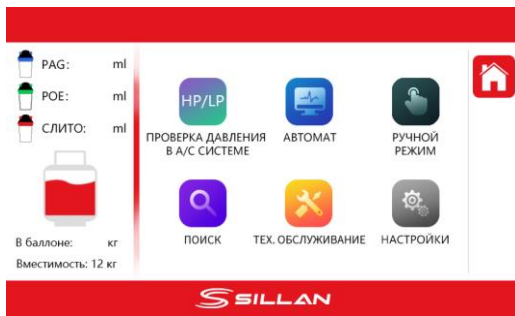 PAG: ml
POE: ml
СЛИТО: ml
В баллоне: кг
Вместимость: 12 кг
HP/LP
ПРОВЕРКА ДАВЛЕНИЯ
В А/С СИСТЕМЕ
АВТОМАТ
РУЧНОЙ
РЕЖИМ
ПОИСК
ТЕХ. ОБСЛУЖИВАНИЕ
НАСТРОЙКИ
SILLAN